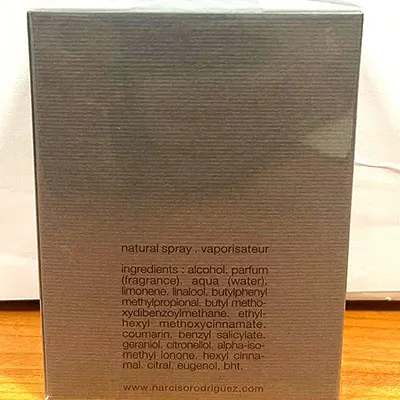 natural spray . vaporisateur
ingredients : alcohol, parfum
(fragrance), aqua (water),
limonene, linalool, butylphenyl
methylpropional, butyl metho-
xydibenzoylmethane, ethyl-
hexyl methoxycinnamate,
coumarin, benzyl salicylate,
geraniol, citronellol, alpha-iso-
methyl ionone, hexyl cinna-
mal, citral, eugenol, bht.
www.narcisorodriguez.com